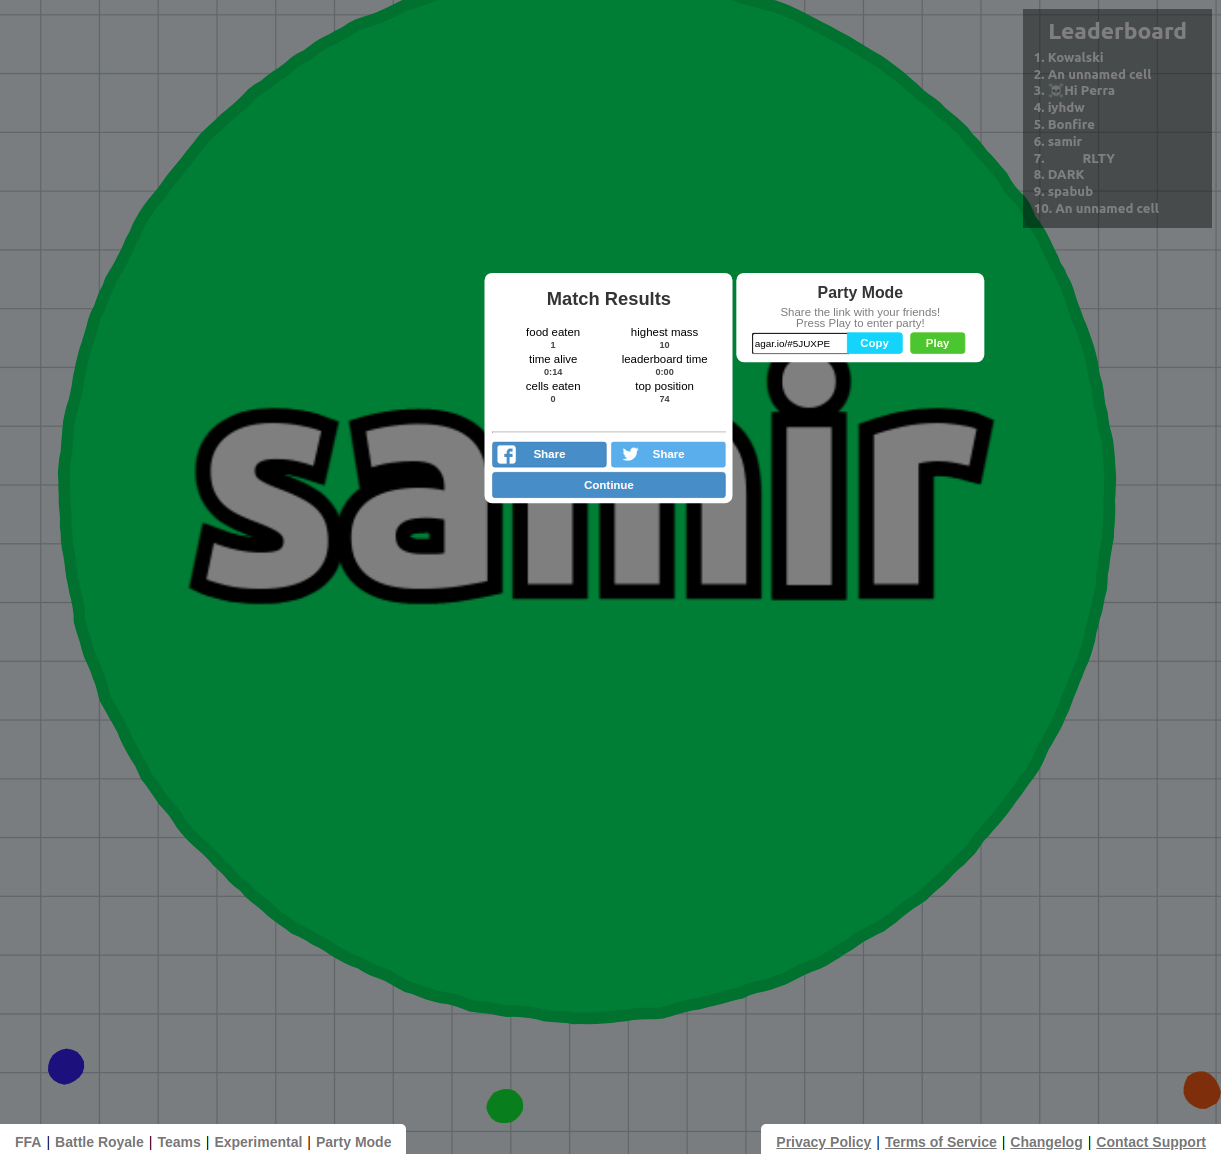 Leaderboard
1. Kowalski
2. An unnamed cell
3. ☠Hi Perra
4. iyhdw
5. Bonfire
6. samir
7. RLTY
8. DARK
9. spabub
10. An unnamed cell
Match Results
food eaten
1
highest mass
10
time alive
0:14
leaderboard time
0:00
cells eaten
0
top position
74
Share
Share
Continue
Party Mode
Share the link with your friends!
Press Play to enter party!
agar.io/#5JUXPE
Copy
Play
samir
FFA | Battle Royale | Teams | Experimental | Party Mode
Privacy Policy | Terms of Service | Changelog | Contact Support